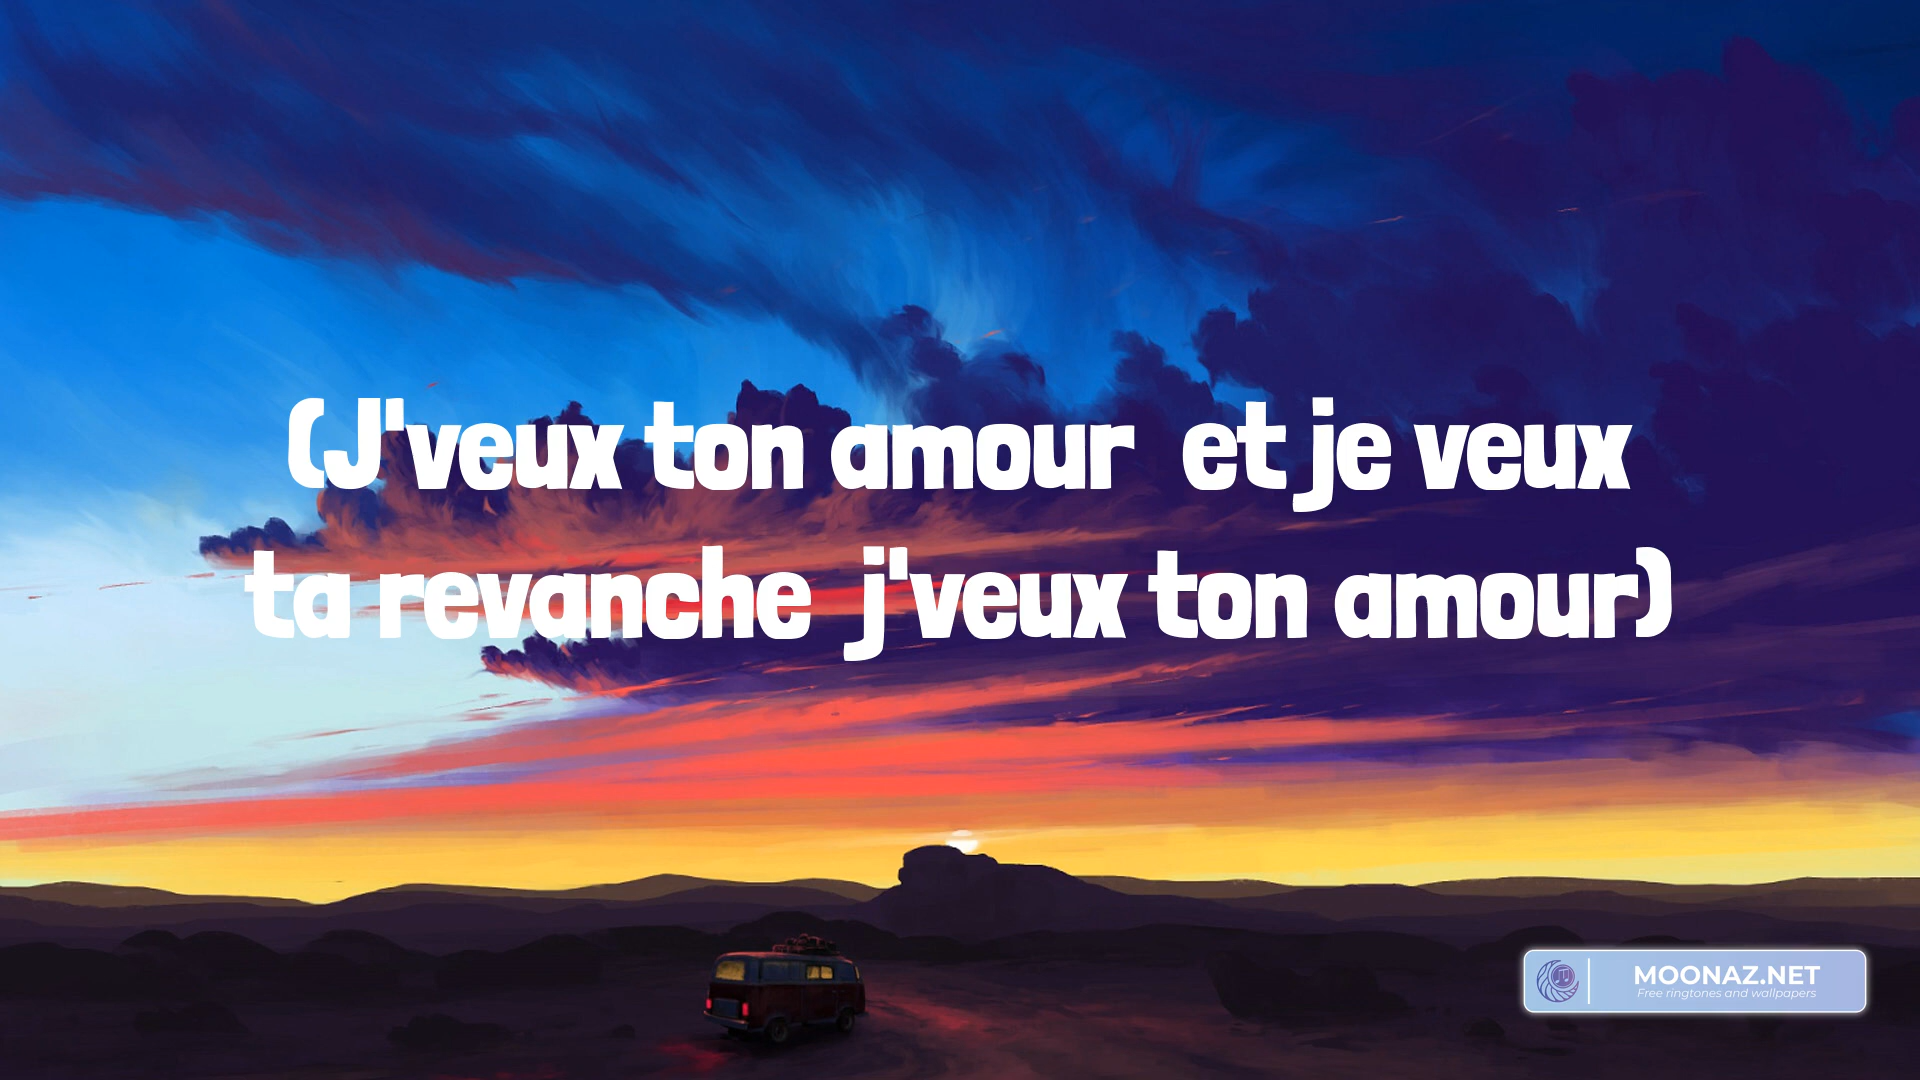 (J'veux ton amour  et je veux
ta revanche  j'veux ton amour)
MOONAZ.NET
Free ringtones and wallpapers